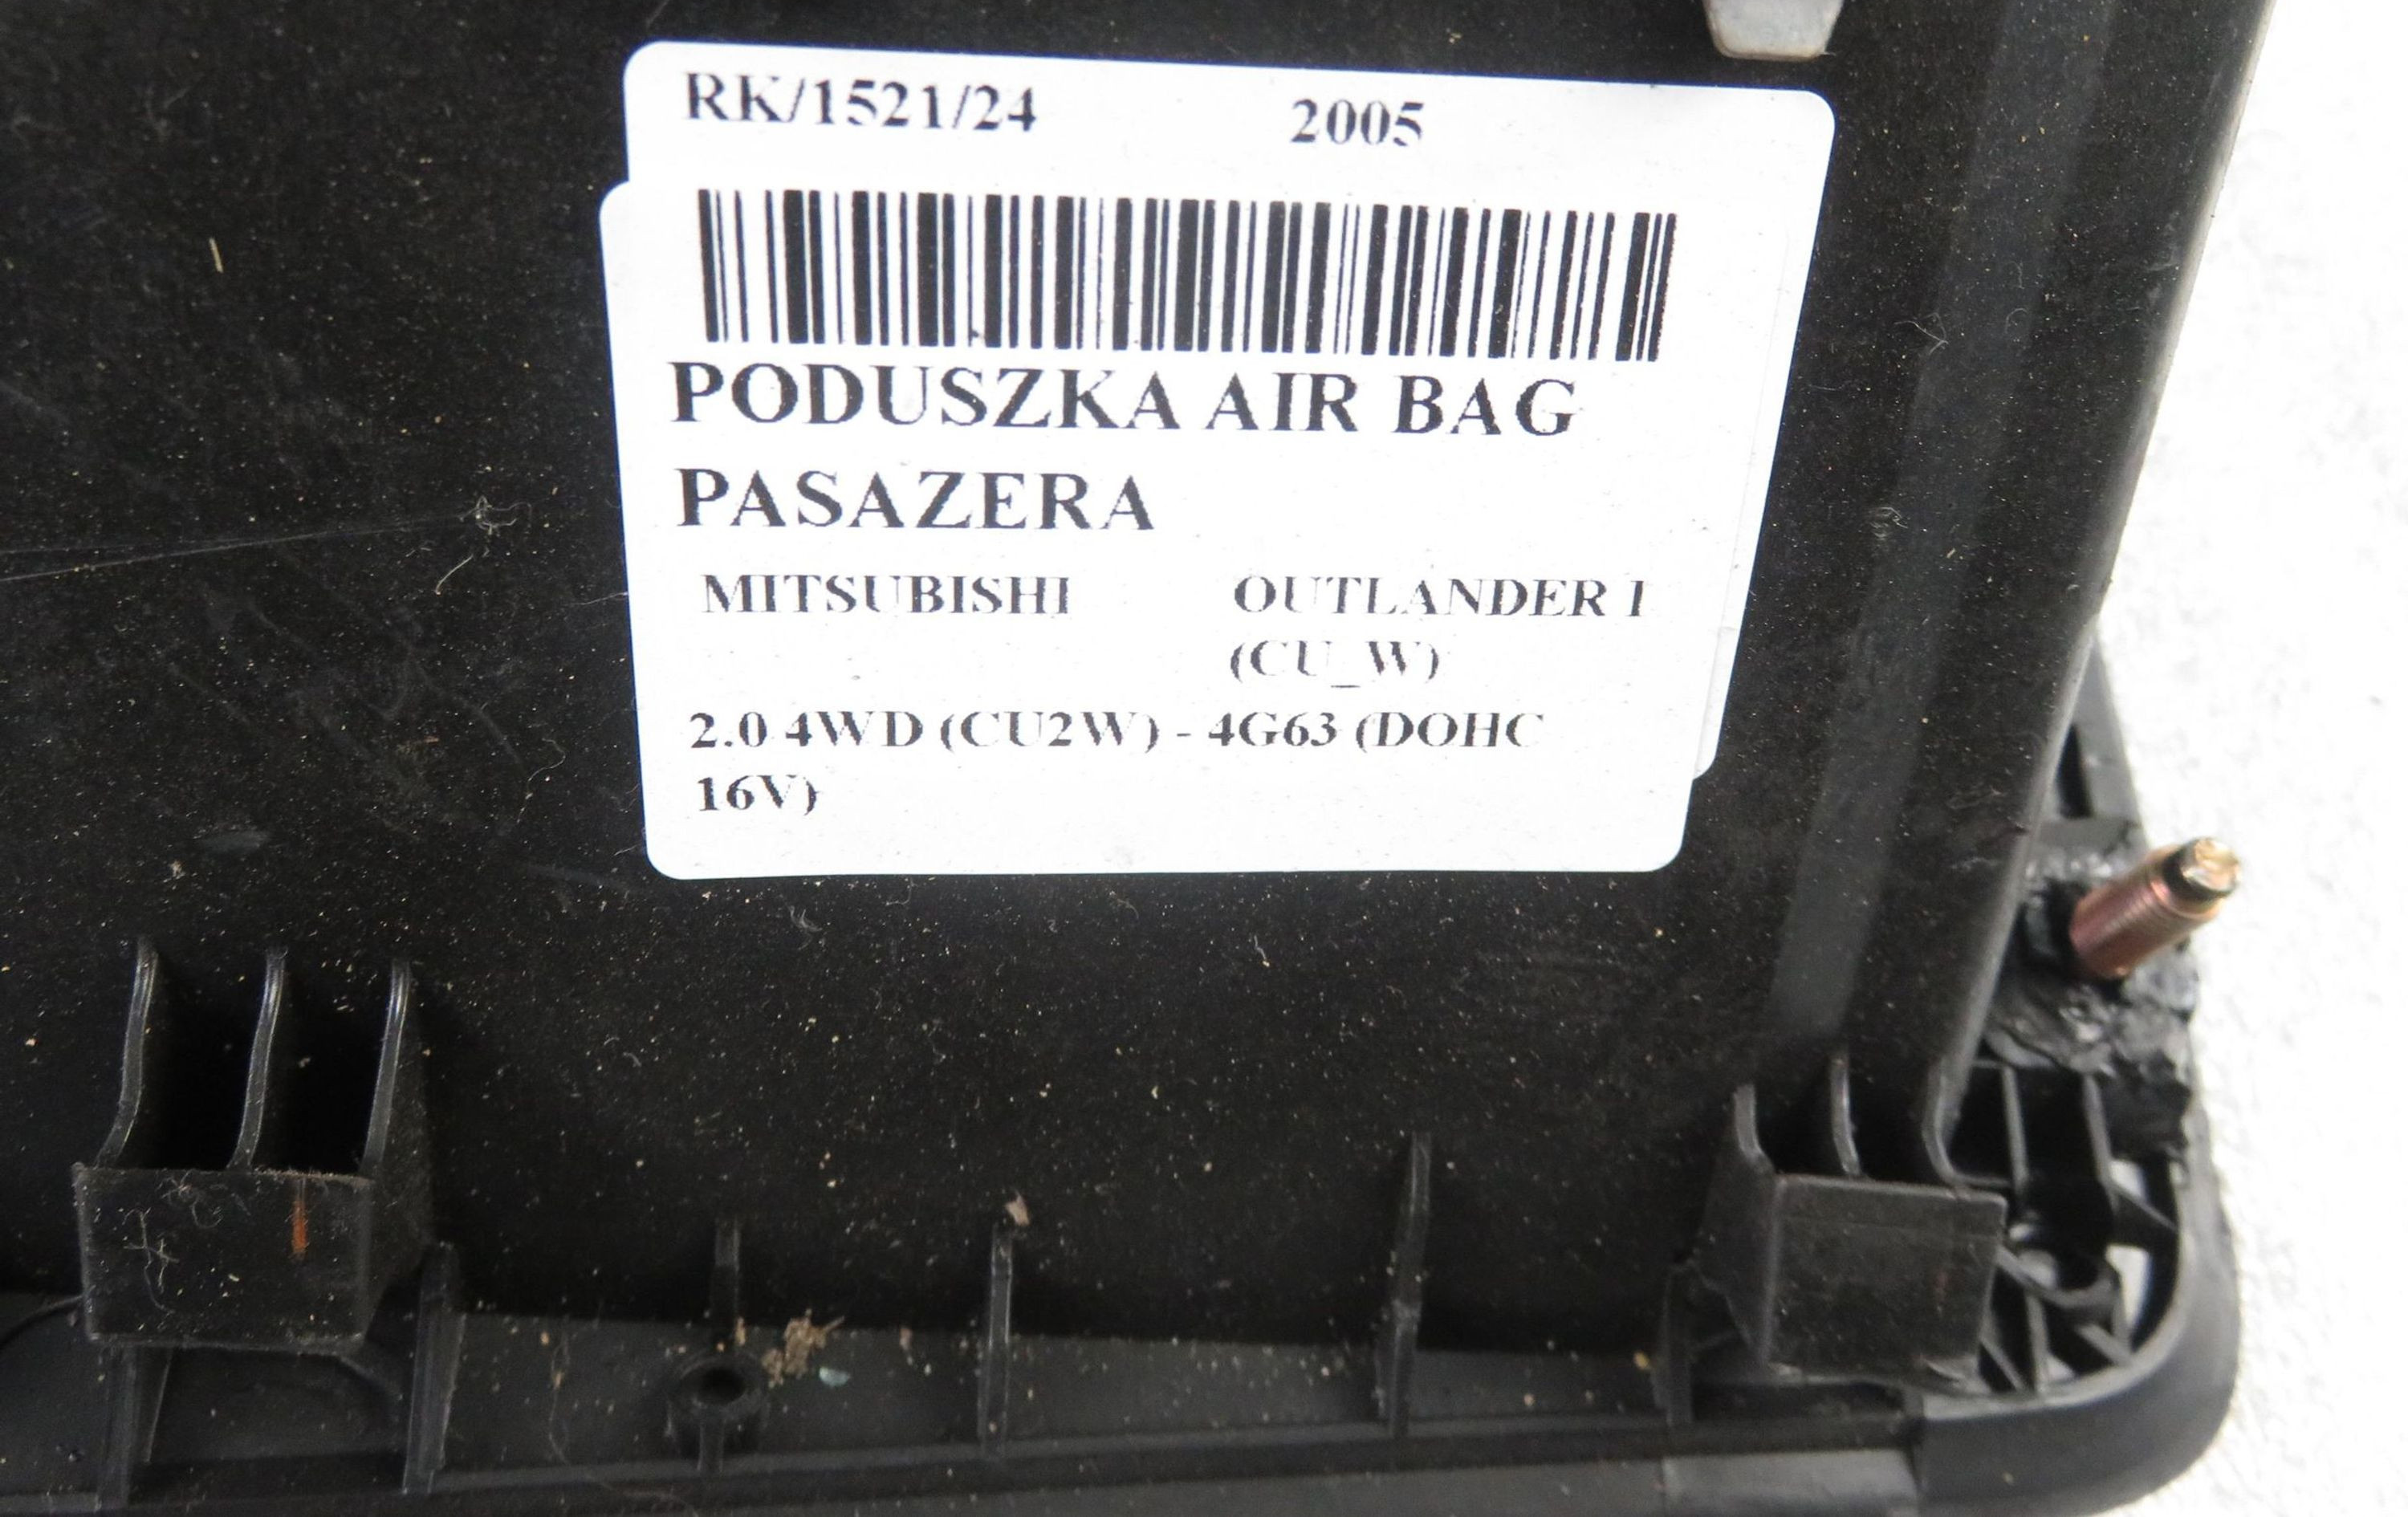 RK/1521/24 2005
PODUSZKA AIR BAG
PASAZERA
MITSUBISHI OUTLANDER I
(CU_W)
2.0 4WD (CU2W) - 4G63 (DOHC
16V)